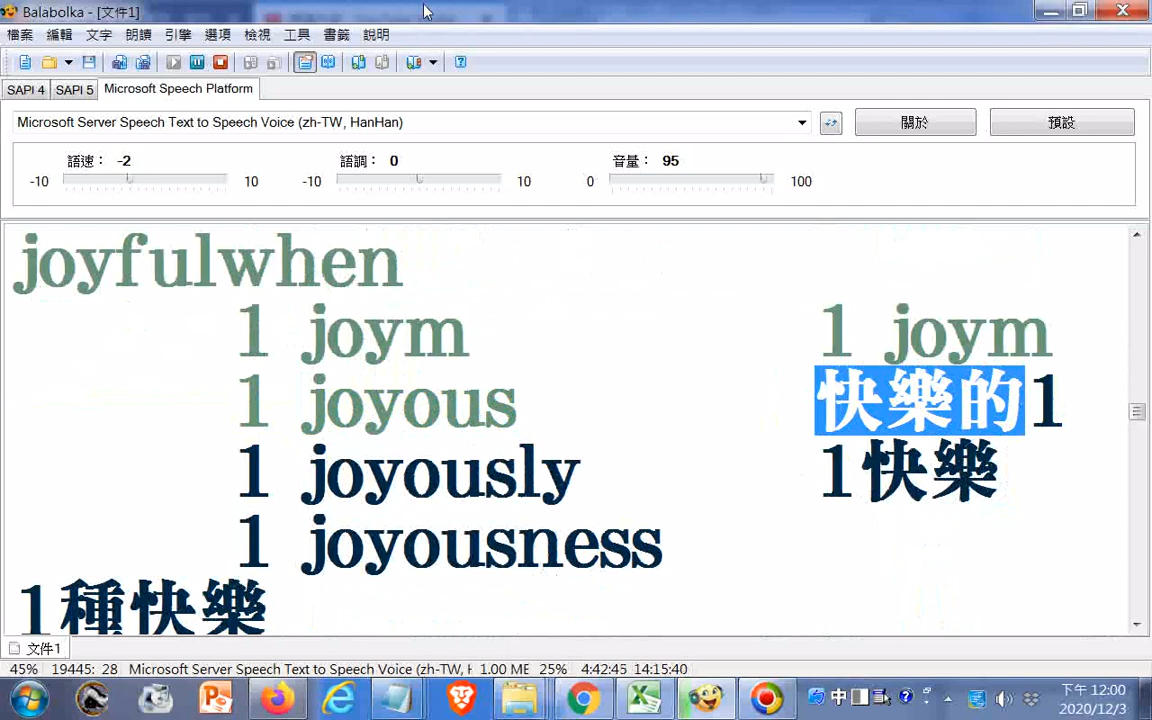 Balabolka - [文件1]
檔案 編輯 文字 朗讀 引擎 選項 檢視 工具 書籤 說明
SAPI 4 SAPI 5 Microsoft Speech Platform
Microsoft Server Speech Text to Speech Voice (zh-TW, HanHan) 關於 預設
語速： -2 語調： 0 音量： 95
-10 10 -10 10 0 100
joyfulwhen
1 joym 1 joym
1 joyous 快樂的1
1 joyously 1快樂
1 joyousness
1種快樂
文件1
45% 19445: 28 Microsoft Server Speech Text to Speech Voice (zh-TW, 1.00 ME 25% 4:42:45 14:15:40
中
下午 12:00
2020/12/3